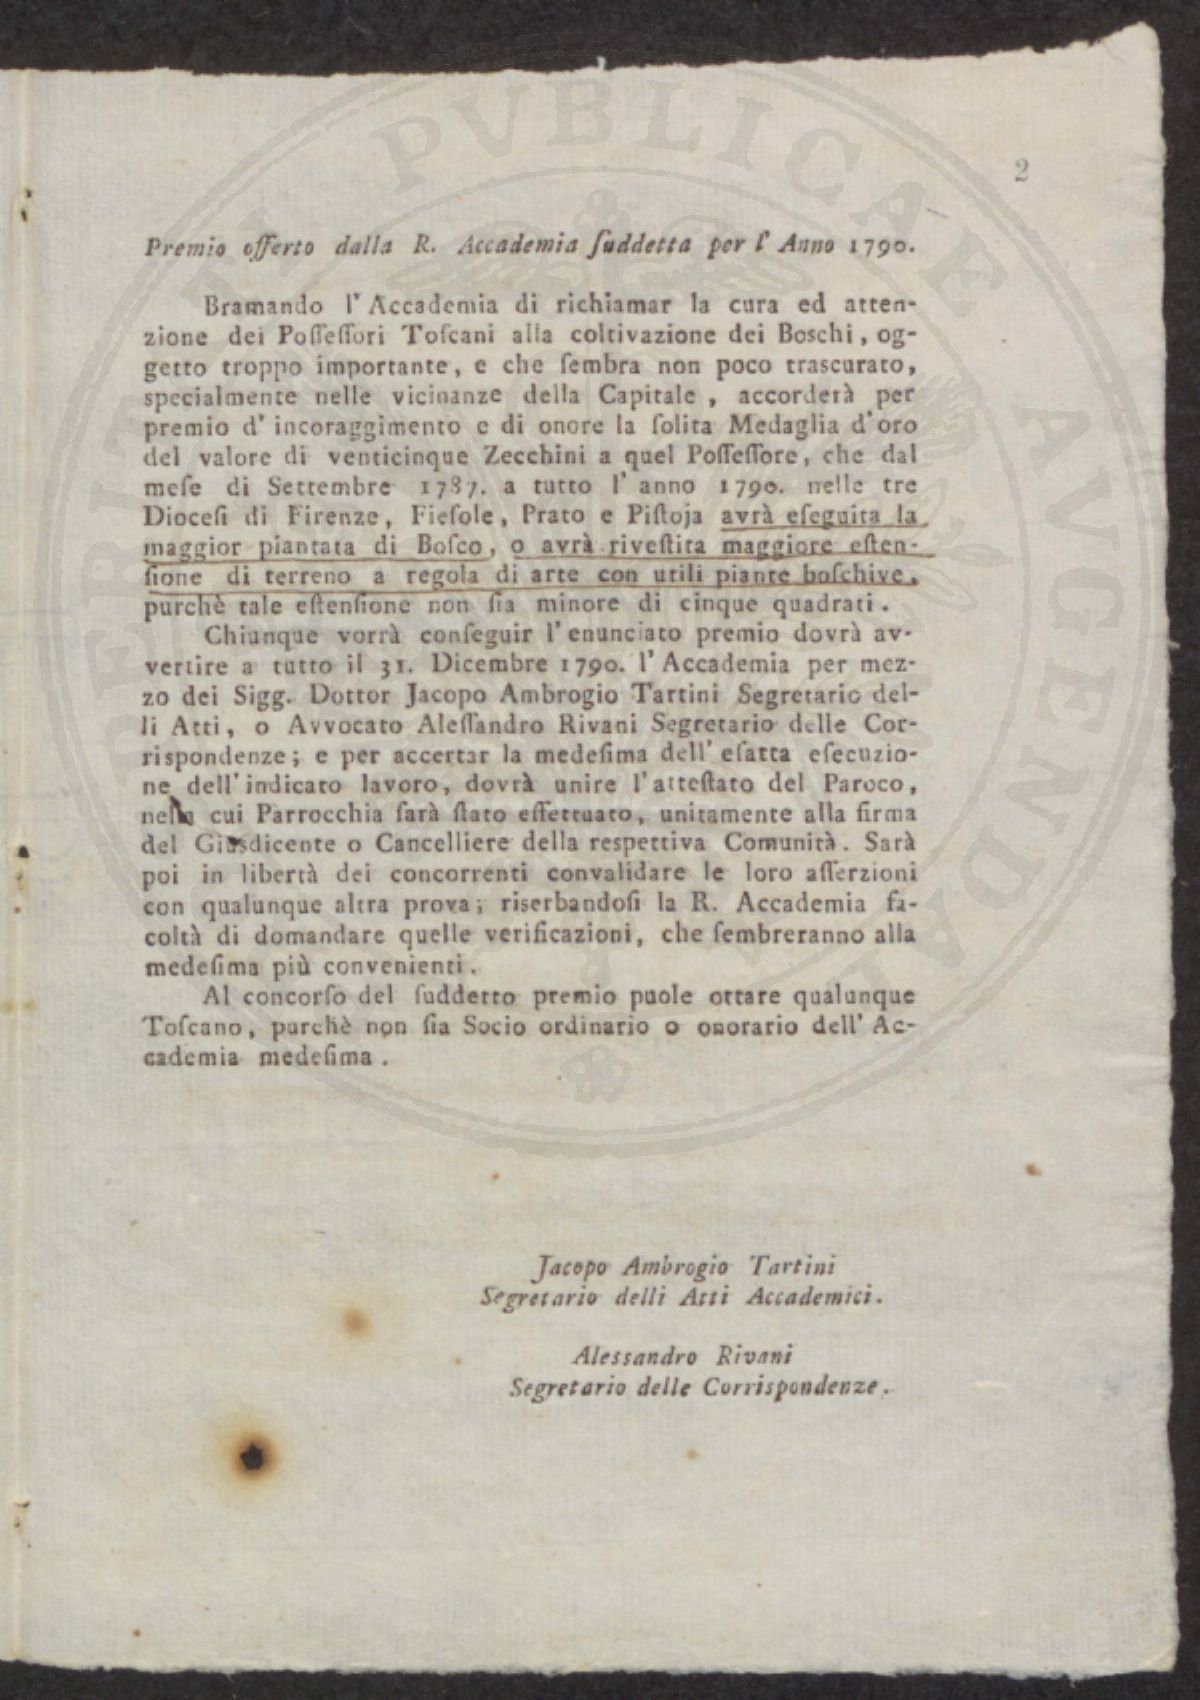 PUBLICAE AUGENDAE
2
Premio offerto dalla R. Accademia ſuddetta per l' Anno 1790.
Bramando l' Accademia di richiamar la cura ed atten-
zione dei Poſſeſſori Toſcani alla coltivazione dei Boschi, og-
getto troppo importante, e che ſembra non poco trascurato,
specialmente nelle vicinanze della Capitale, accorderà per
premio d' incoraggimento e di onore la ſolita Medaglia d'oro
del valore di venticinque Zecchini a quel Poſſeſſore, che dal
meſe di Settembre 1787. a tutto l' anno 1790. nelle tre
Dioceſi di Firenze, Fieſole, Prato e Piſtoja avrà eſeguita la
maggior piantata di Boſco, o avrà riveſtita maggiore eſten-
ſione di terreno a regola di arte con utili piante boſchive,
purchè tale eſtenſione non ſia minore di cinque quadrati.
Chiunque vorrà conſeguir l' enunciato premio dovrà av-
vertire a tutto il 31. Dicembre 1790. l' Accademia per mez-
zo dei Sigg. Dottor Jacopo Ambrogio Tartini Segretario del-
li Atti, o Avvocato Aleſſandro Rivani Segretario delle Cor-
rispondenze; e per accertar la medeſima dell' eſatta eſecuzio-
ne dell' indicato lavoro, dovrà unire l' atteſtato del Paroco,
nella cui Parrocchia ſarà ſtato effettuato, unitamente alla firma
del Giusdicente o Cancelliere della respettiva Comunità. Sarà
poi in libertà dei concorrenti convalidare le loro aſſerzioni
con qualunque altra prova; riserbandoſi la R. Accademia fa-
coltà di domandare quelle verificazioni, che ſembreranno alla
medeſima più convenienti.
Al concorſo del ſuddetto premio puole ottare qualunque
Toſcano, purchè non ſia Socio ordinario o onorario dell' Ac-
cademia medeſima.
Jacopo Ambrogio Tartini
Segretario delli Atti Accademici.
Alessandro Rivani
Segretario delle Corrispondenze.